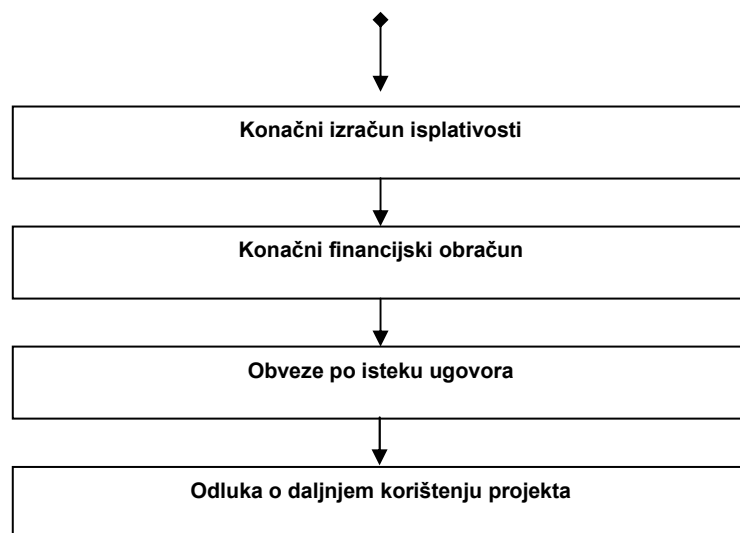 Konačni izračun isplativosti
Konačni financijski obračun
Obveze po isteku ugovora
Odluka o daljnjem korištenju projekta